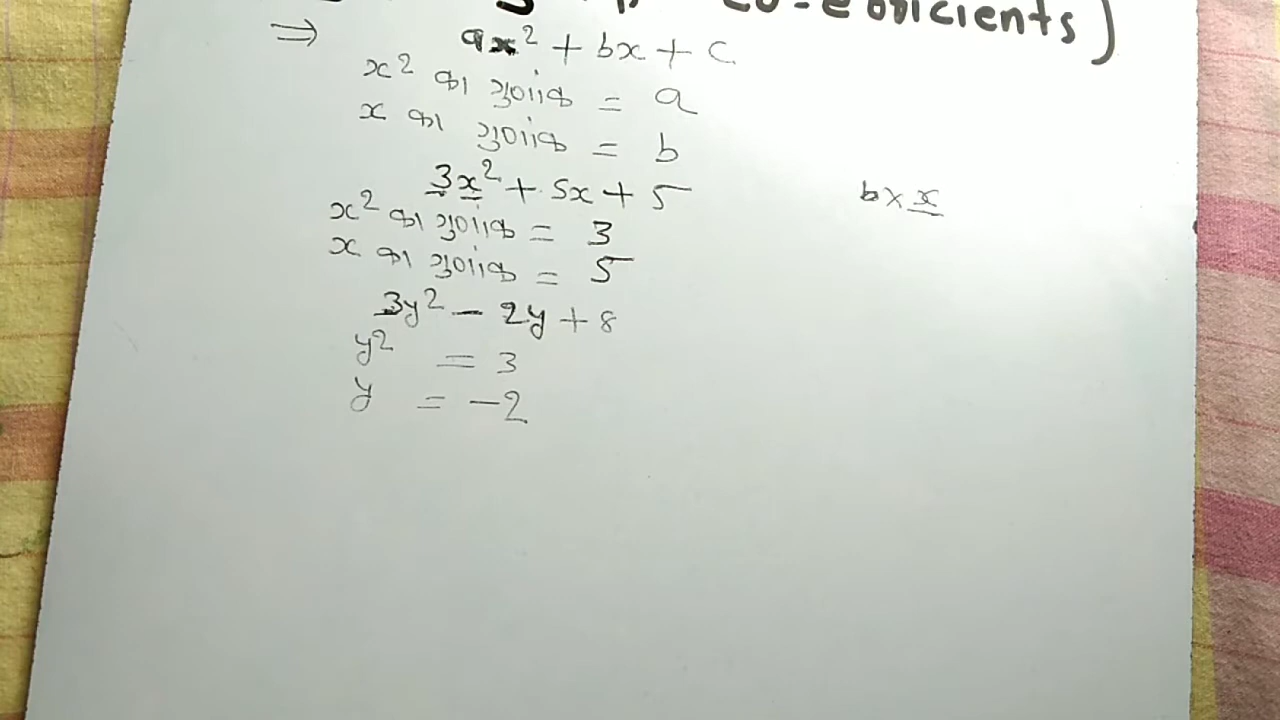 co-efficients)
⇒ ax² + bx + c
x² का गुणांक = a
x का गुणांक = b
3x² + 5x + 5
b × x
x² का गुणांक = 3
x का गुणांक = 5
3y² - 2y + 8
y² = 3
y = -2